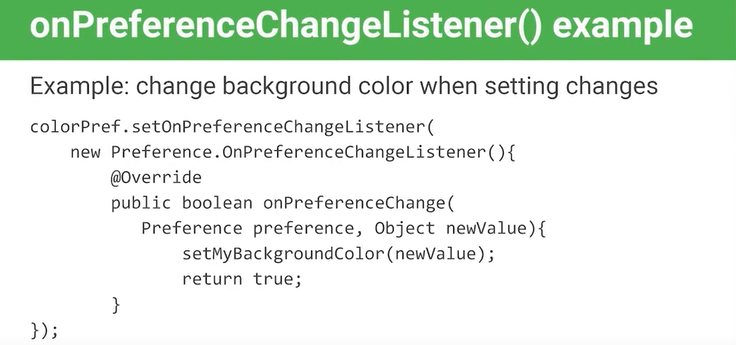 onPreferenceChangeListener() example
Example: change background color when setting changes
colorPref.setOnPreferenceChangeListener(
    new Preference.OnPreferenceChangeListener(){
        @Override
        public boolean onPreferenceChange(
           Preference preference, Object newValue){
               setMyBackgroundColor(newValue);
               return true;
        }
});